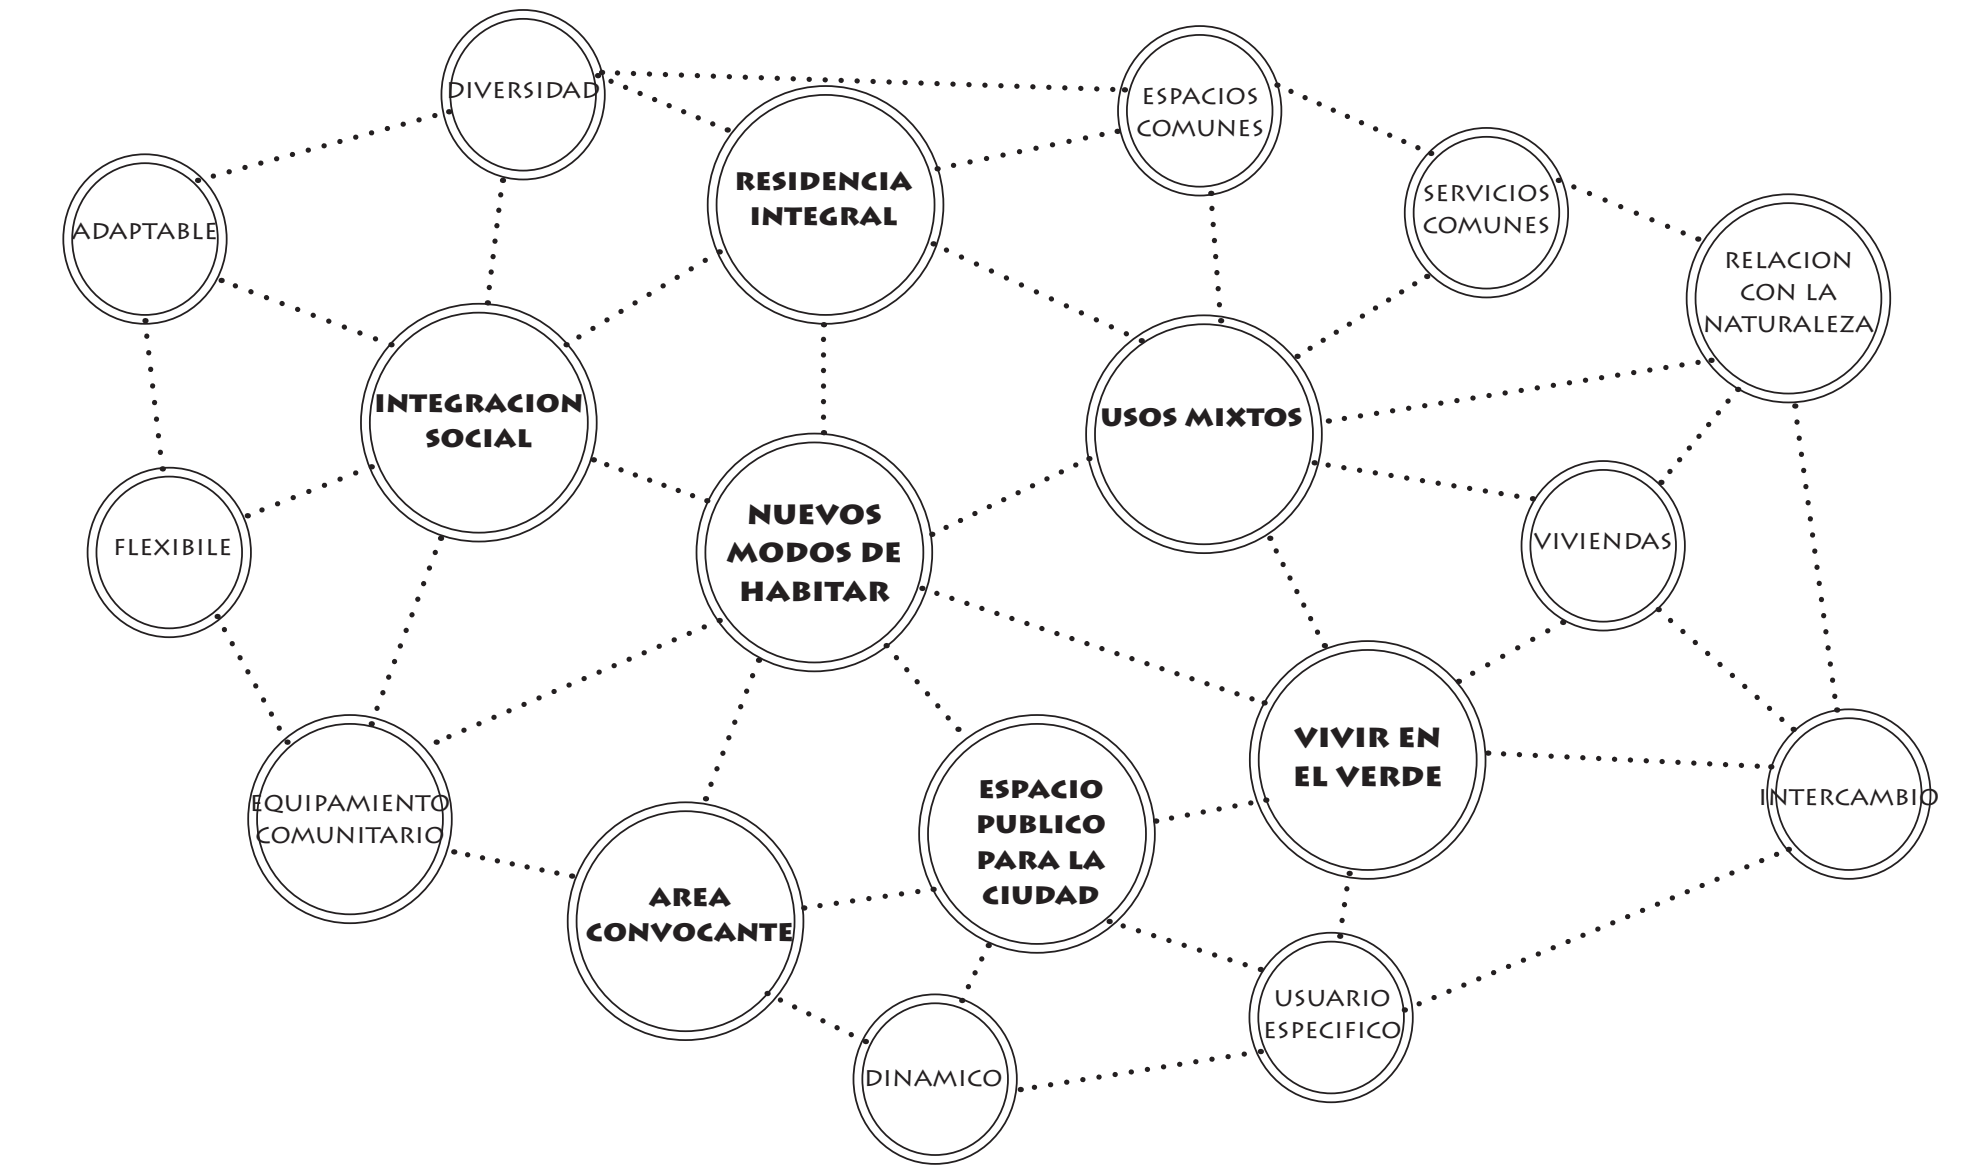 DIVERSIDAD
ESPACIOS
COMUNES
RESIDENCIA
INTEGRAL
SERVICIOS
COMUNES
ADAPTABLE
RELACION
CON LA
NATURALEZA
INTEGRACION
SOCIAL
USOS MIXTOS
NUEVOS
MODOS DE
HABITAR
FLEXIBILE
VIVIENDAS
VIVIR EN
EL VERDE
EQUIPAMIENTO
COMUNITARIO
ESPACIO
PUBLICO
PARA LA
CIUDAD
INTERCAMBIO
AREA
CONVOCANTE
USUARIO
ESPECIFICO
DINAMICO